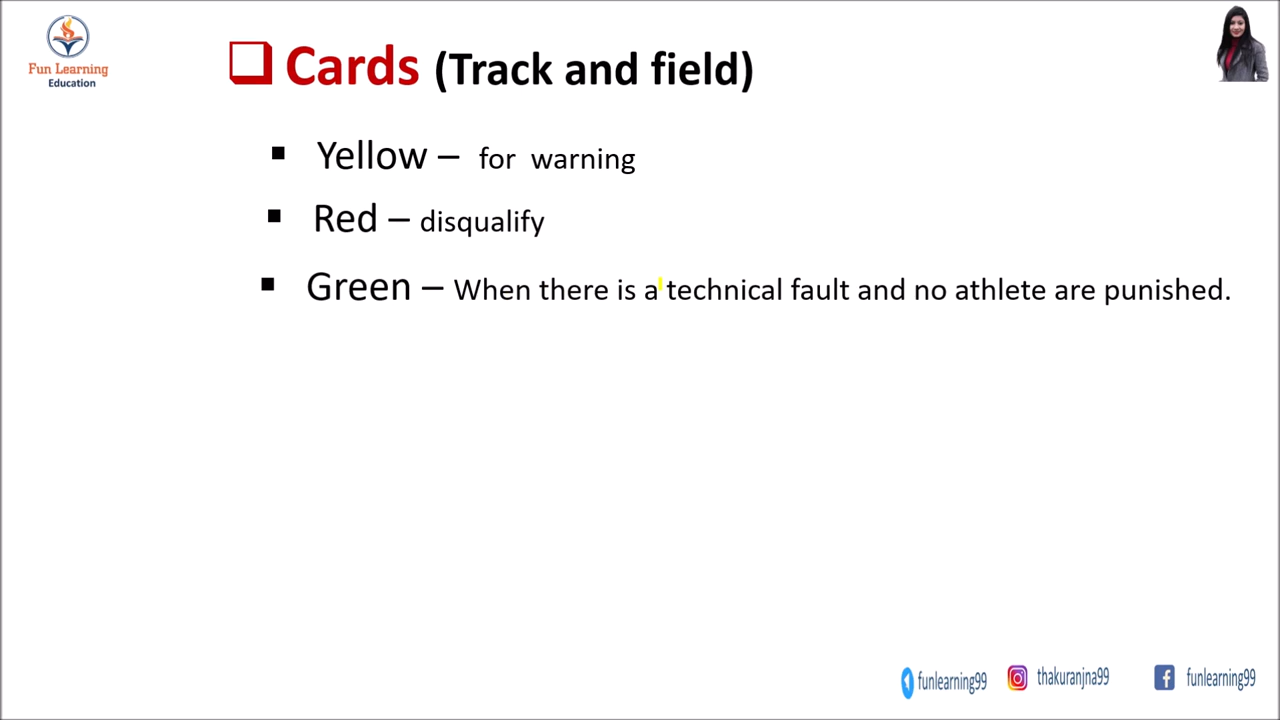 Fun Learning
Education
Cards (Track and field)
Yellow – for warning
Red – disqualify
Green – When there is a technical fault and no athlete are punished.
funlearning99
thakuranjna99
funlearning99